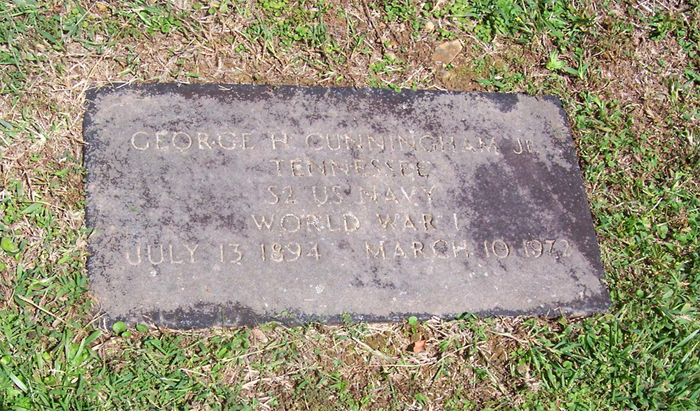 GEORGE H CUNNINGHAM JR
TENNESSEE
S2 US NAVY
WORLD WAR I
JULY 13 1894 MARCH 10 1972